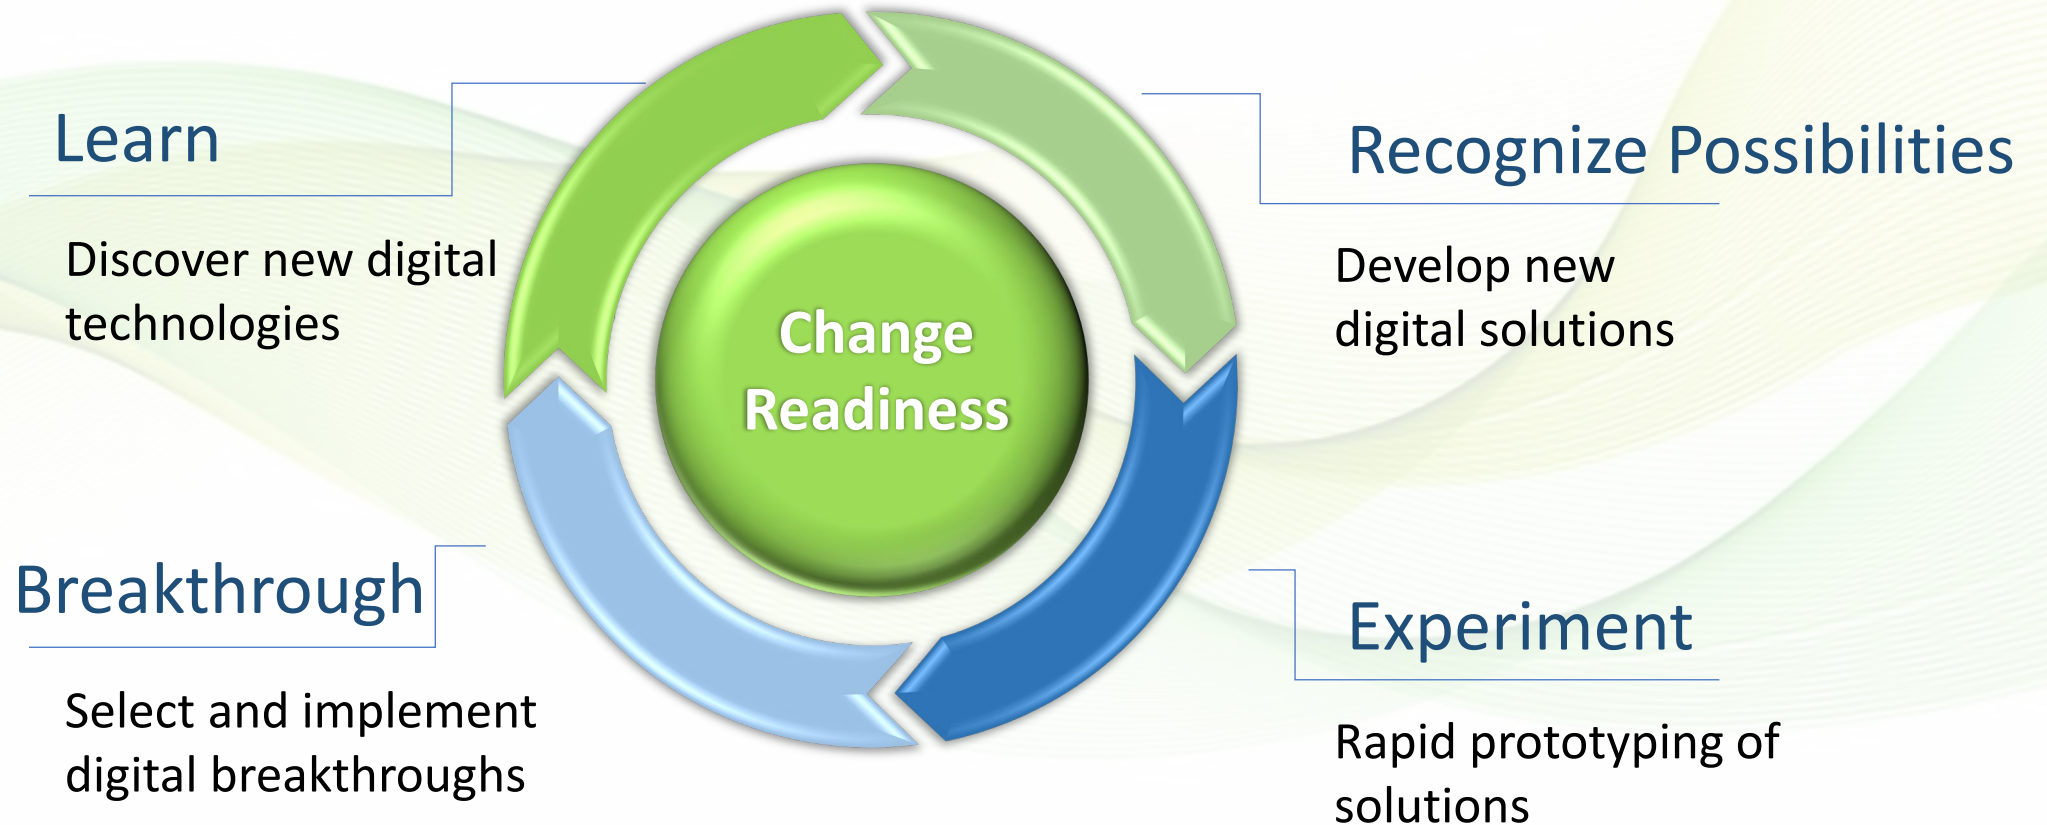 Learn
Discover new digital
technologies
Recognize Possibilities
Develop new
digital solutions
Change
Readiness
Breakthrough
Select and implement
digital breakthroughs
Experiment
Rapid prototyping of
solutions